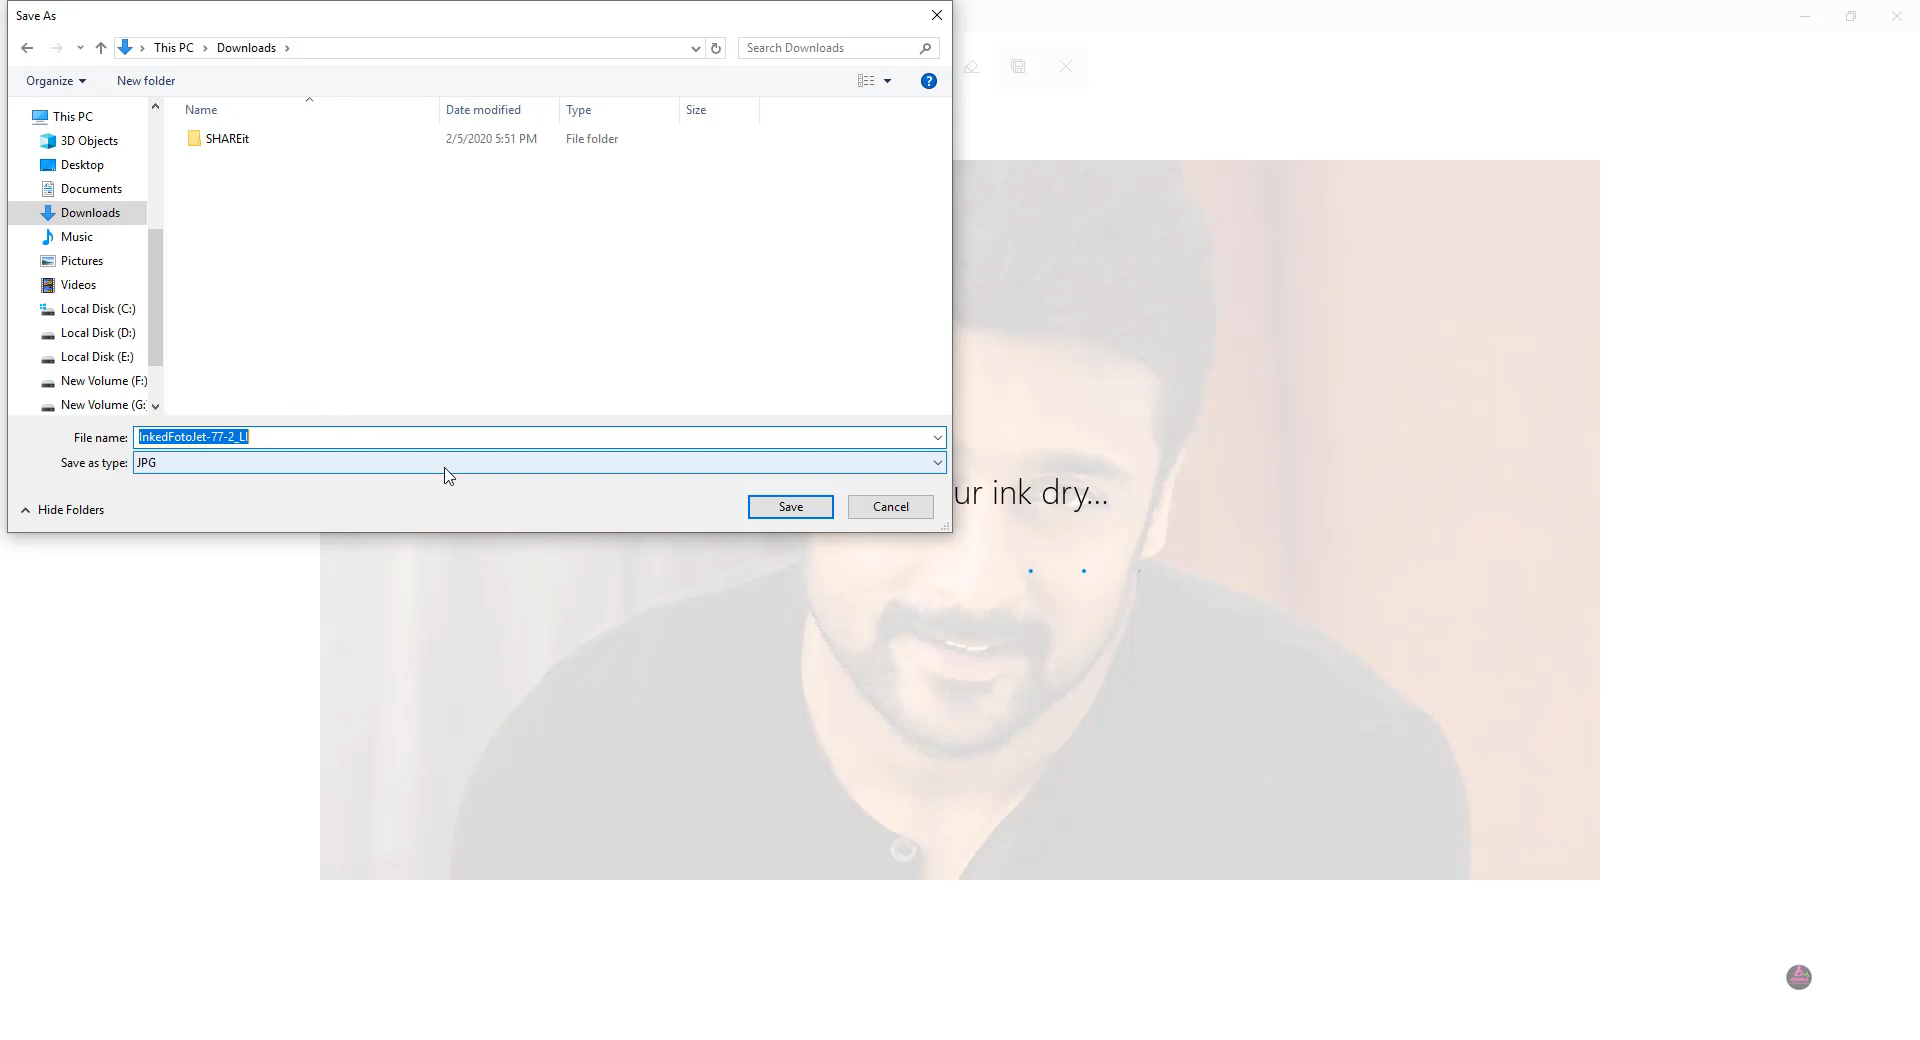 Save As
This PC
Downloads
Search Downloads
Organize
New folder
Name
Date modified
Type
Size
SHAREit
2/5/2020 5:51 PM
File folder
This PC
3D Objects
Desktop
Documents
Downloads
Music
Pictures
Videos
Local Disk (C:)
Local Disk (D:)
Local Disk (E:)
New Volume (F:)
New Volume (G:
File name: InkedFotoJet-77-2_LI
Save as type: JPG
Hide Folders
Save
Cancel
ur ink dry...